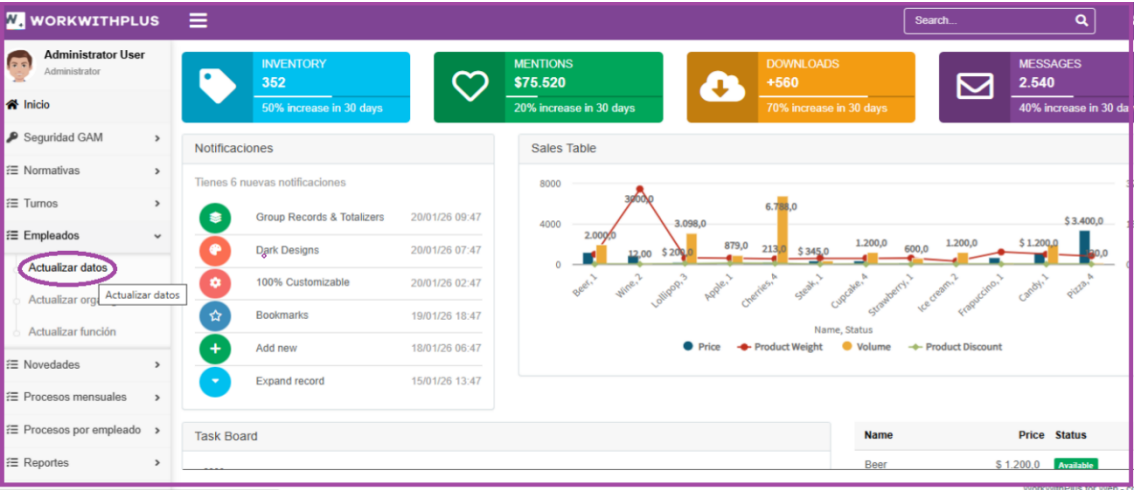 WORKWITHPLUS
Search...
Administrator User
Administrator
Inicio
Seguridad GAM
Normativas
Turnos
Empleados
Actualizar datos
Actualizar
Actualizar datos
Actualizar función
Novedades
Procesos mensuales
Procesos por empleado
Reportes
INVENTORY
352
50% increase in 30 days
MENTIONS
$75.520
20% increase in 30 days
DOWNLOADS
+560
70% increase in 30 days
MESSAGES
2.540
40% increase in 30
Notificaciones
Tienes 6 nuevas notificaciones
Group Records & Totalizers 20/01/26 09:47
Dark Designs 20/01/26 07:47
100% Customizable 20/01/26 02:47
Bookmarks 19/01/26 18:47
Add new 18/01/26 06:47
Expand record 15/01/26 13:47
Sales Table
8000
4000
0
2.000,0
3000,0
12,00
$ 200,0
3.098,0
879,0
213,0
6.788,0
$ 345,0
1.200,0
600,0
1.200,0
$ 1.200,0
$ 3.400,0
Beer, 1
Wine, 2
Lollipop, 3
Apple, 1
Cherries, 4
Steak, 1
Cupcake, 4
Strawberry, 1
Ice cream, 2
Frapuccino, 1
Candy, 1
Pizza, 4
Name, Status
Price Product Weight Volume Product Discount
Task Board
Name Price Status
Beer $ 1.200,0 Available
WorkWithPlus for Web